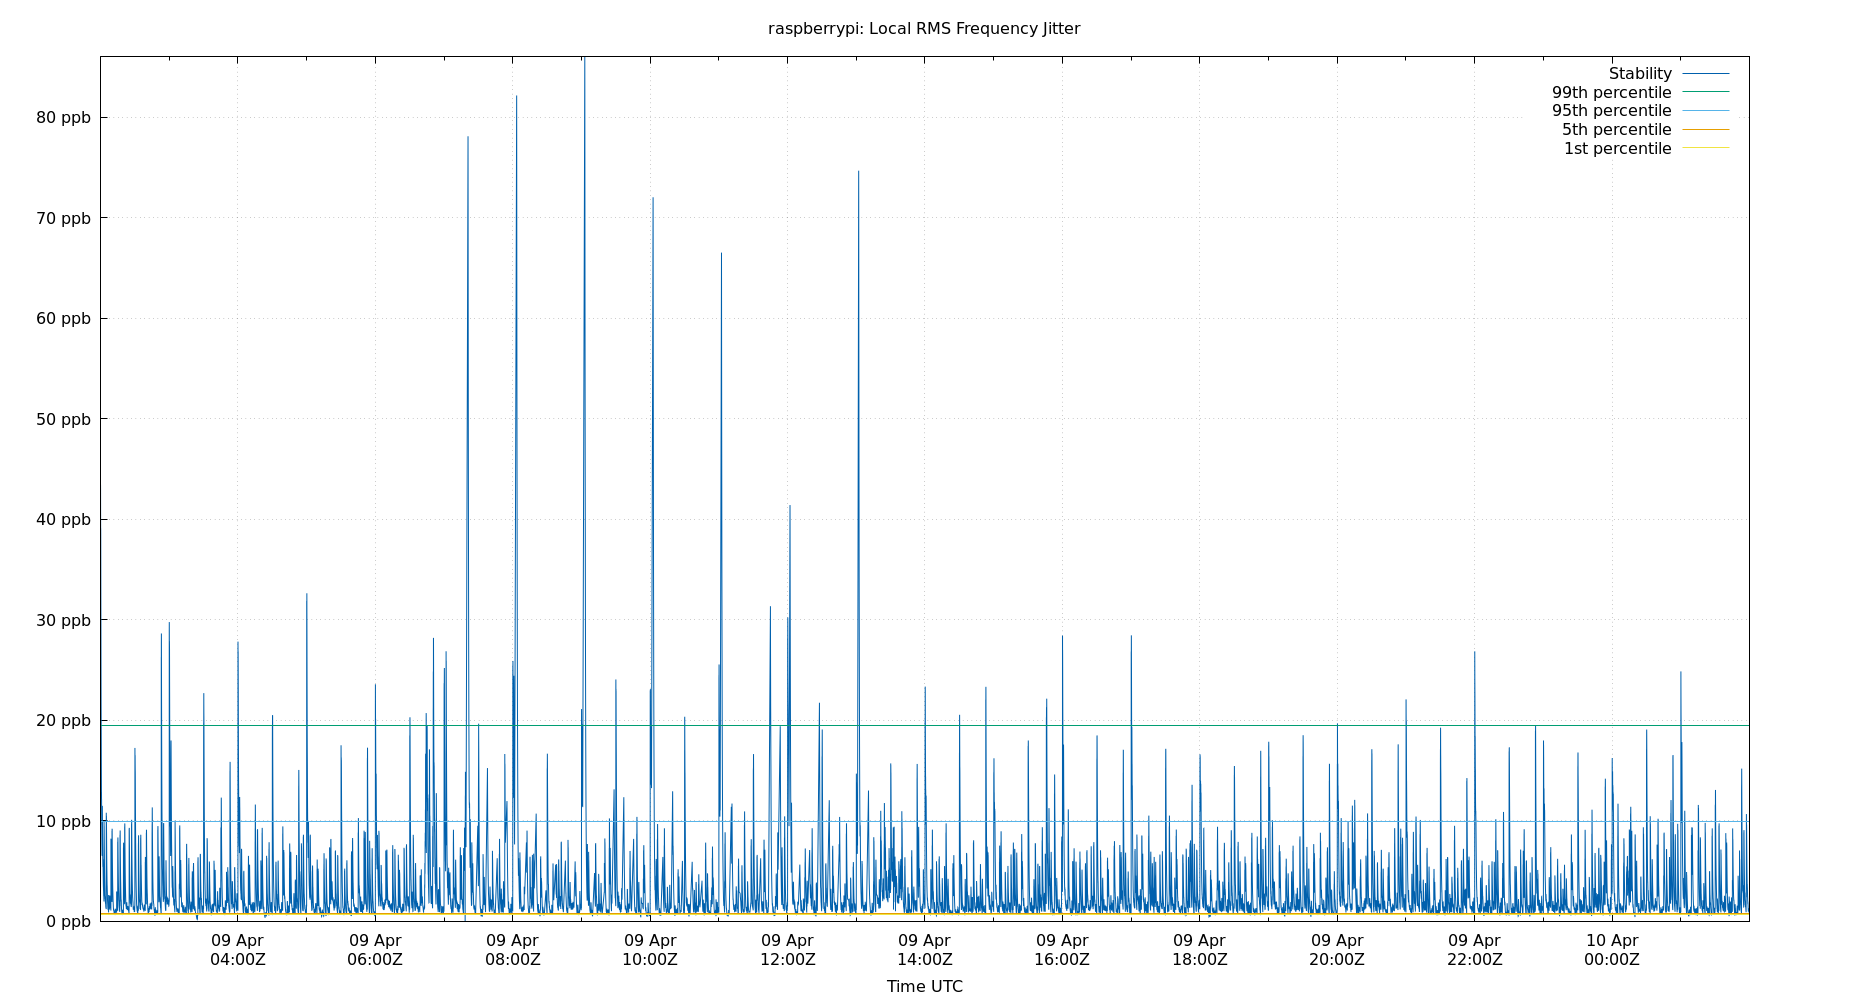 raspberrypi: Local RMS Frequency Jitter
Stability
99th percentile
95th percentile
5th percentile
1st percentile
80 ppb
70 ppb
60 ppb
50 ppb
40 ppb
30 ppb
20 ppb
10 ppb
0 ppb
09 Apr 09 Apr 09 Apr 09 Apr 09 Apr 09 Apr 09 Apr 09 Apr 09 Apr 09 Apr 10 Apr
04:00Z 06:00Z 08:00Z 10:00Z 12:00Z 14:00Z 16:00Z 18:00Z 20:00Z 22:00Z 00:00Z
Time UTC